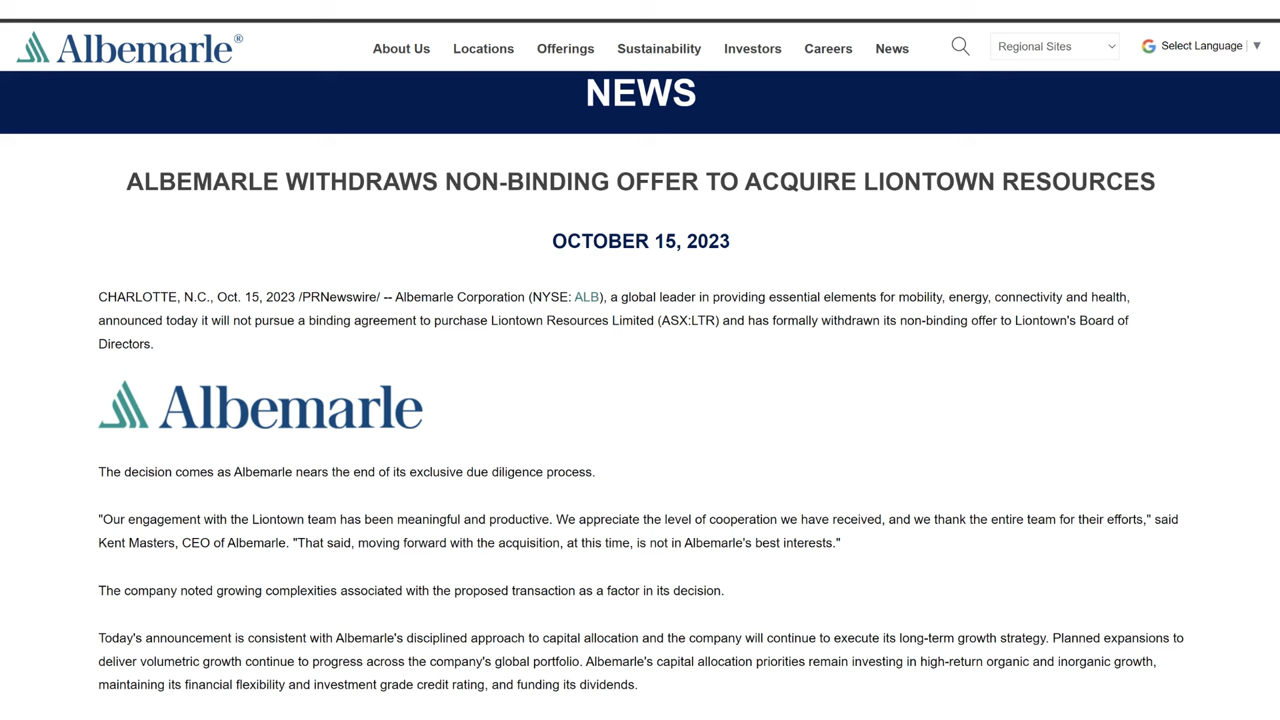 Albemarle®
About Us Locations Offerings Sustainability Investors Careers News Regional Sites Select Language
NEWS
ALBEMARLE WITHDRAWS NON-BINDING OFFER TO ACQUIRE LIONTOWN RESOURCES
OCTOBER 15, 2023
CHARLOTTE, N.C., Oct. 15, 2023 /PRNewswire/ -- Albemarle Corporation (NYSE: ALB), a global leader in providing essential elements for mobility, energy, connectivity and health,
announced today it will not pursue a binding agreement to purchase Liontown Resources Limited (ASX:LTR) and has formally withdrawn its non-binding offer to Liontown's Board of
Directors.
Albemarle
The decision comes as Albemarle nears the end of its exclusive due diligence process.
"Our engagement with the Liontown team has been meaningful and productive. We appreciate the level of cooperation we have received, and we thank the entire team for their efforts," said
Kent Masters, CEO of Albemarle. "That said, moving forward with the acquisition, at this time, is not in Albemarle's best interests."
The company noted growing complexities associated with the proposed transaction as a factor in its decision.
Today's announcement is consistent with Albemarle's disciplined approach to capital allocation and the company will continue to execute its long-term growth strategy. Planned expansions to
deliver volumetric growth continue to progress across the company's global portfolio. Albemarle's capital allocation priorities remain investing in high-return organic and inorganic growth,
maintaining its financial flexibility and investment grade credit rating, and funding its dividends.